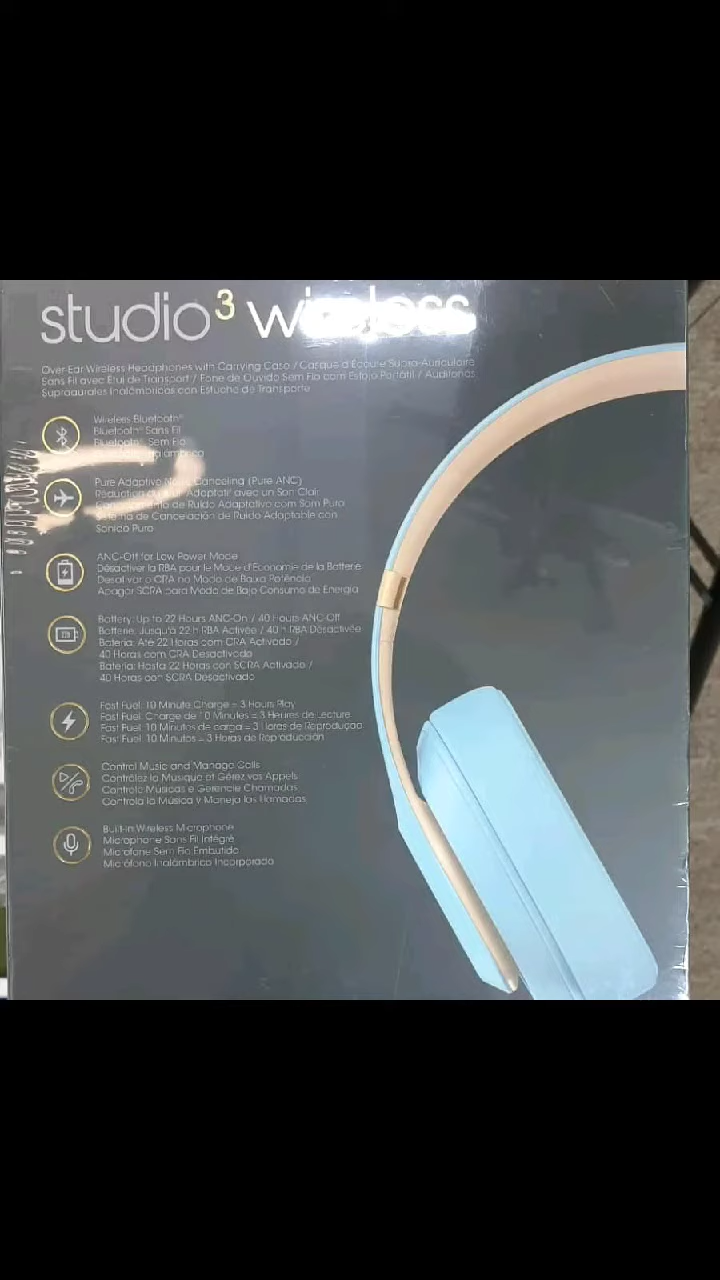 studio³ wireless
Over-Ear Wireless Headphones with Carrying Case / Casque d'Écoute Supra-Auriculaire
Sans Fil avec Étui de Transport / Fone de Ouvido Sem Fio com Estojo Portátil / Audífonos
Supraaurales Inalámbricos con Estuche de Transporte
Wireless Bluetooth®
Bluetooth® Sans Fil
Bluetooth® Sem Fio
Pure Adaptive Noise Canceling (Pure ANC)
Réduction du Bruit Adaptatif avec un Son Clair
Cancelamento de Ruído Adaptativo com Som Puro
Sistema de Cancelación de Ruido Adaptable con
Sonido Puro
ANC-Off for Low Power Mode
Désactiver la RBA pour le Mode d'Économie de la Batterie
Desativar o CRA no Modo de Baixa Potência
Apagar SCRA para Modo de Bajo Consumo de Energía
Battery: Up to 22 Hours ANC-On / 40 Hours ANC-Off
Batterie: Jusqu'à 22 h RBA Activée / 40 h RBA Désactivée
Bateria: Até 22 Horas com CRA Activado /
40 Horas com CRA Desactivado
Batería: Hasta 22 Horas con SCRA Activado /
40 Horas con SCRA Desactivado
Fast Fuel: 10 Minute Charge = 3 Hours Play
Fast Fuel: Charge de 10 Minutes = 3 Heures de Lecture
Fast Fuel: 10 Minutos de carga = 3 Horas de Reprodução
Fast Fuel: 10 Minutos = 3 Horas de Reproducción
Control Music and Manage Calls
Contrôlez la Musique et Gérez vos Appels
Controle Músicas e Gerencie Chamadas
Controla la Música y Maneja las Llamadas
Built-in Wireless Microphone
Microphone Sans Fil Intégré
Microfone Sem Fio Embutido
Micrófono Inalámbrico Incorporado